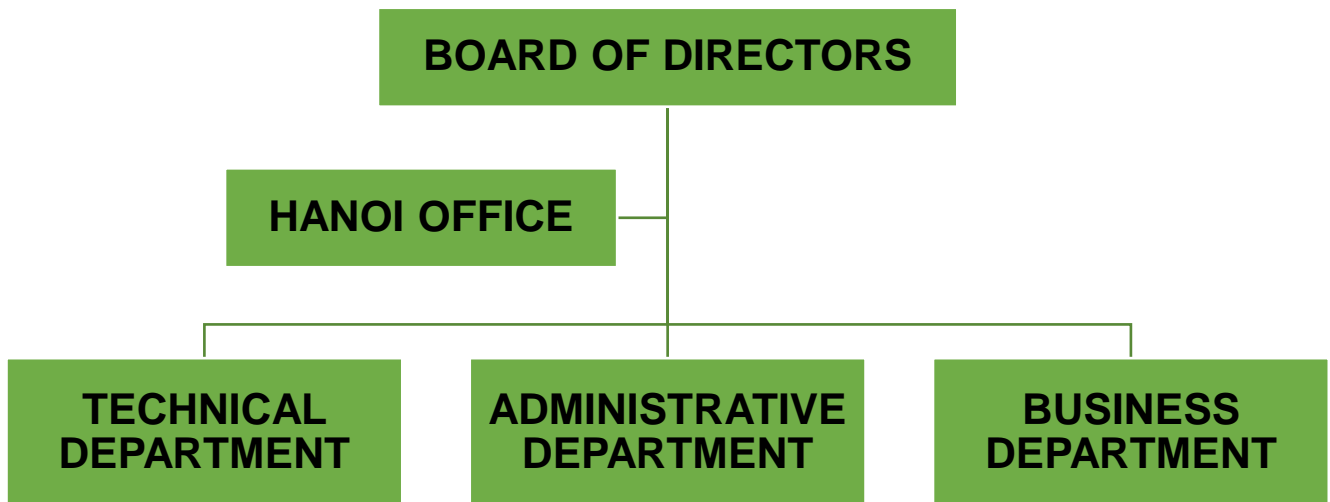 BOARD OF DIRECTORS
HANOI OFFICE
TECHNICAL
DEPARTMENT
ADMINISTRATIVE
DEPARTMENT
BUSINESS
DEPARTMENT